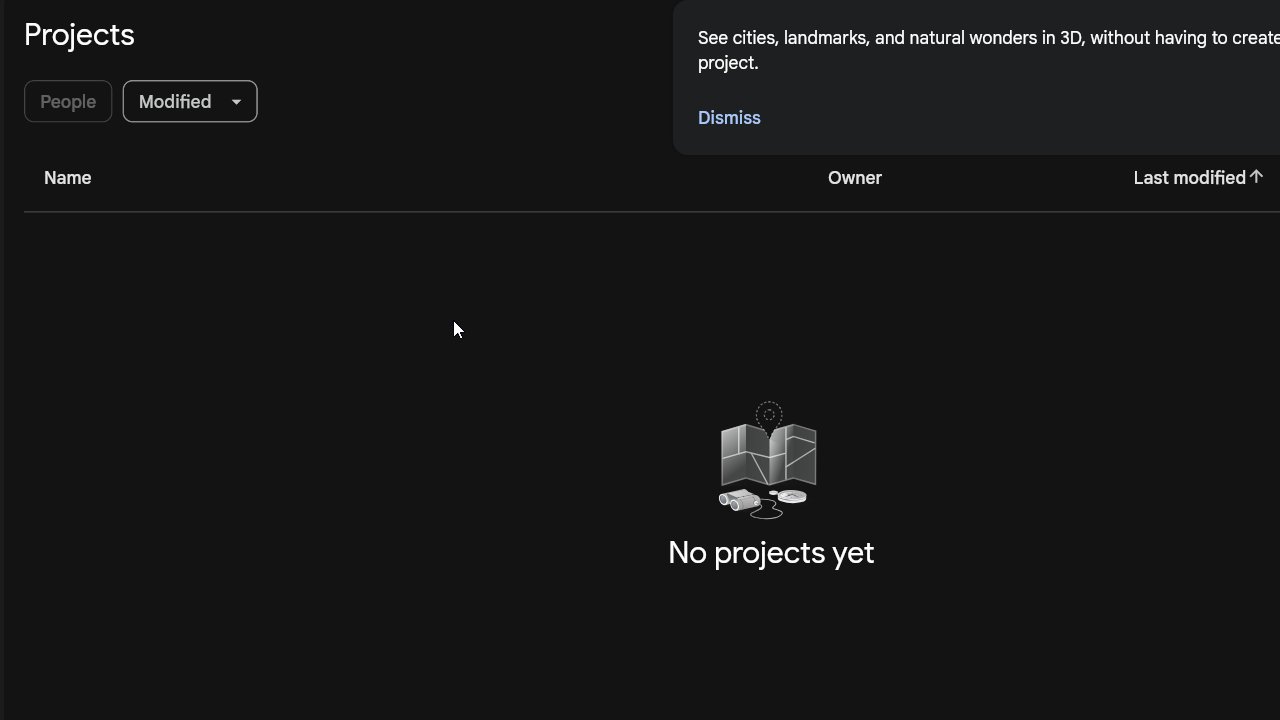 Projects
See cities, landmarks, and natural wonders in 3D, without having to create
project.
People
Modified
Dismiss
Name
Owner
Last modified
No projects yet